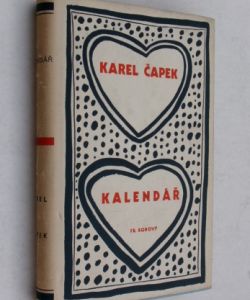 KAREL ČAPEK
KALENDÁŘ
FR. BOROVÝ